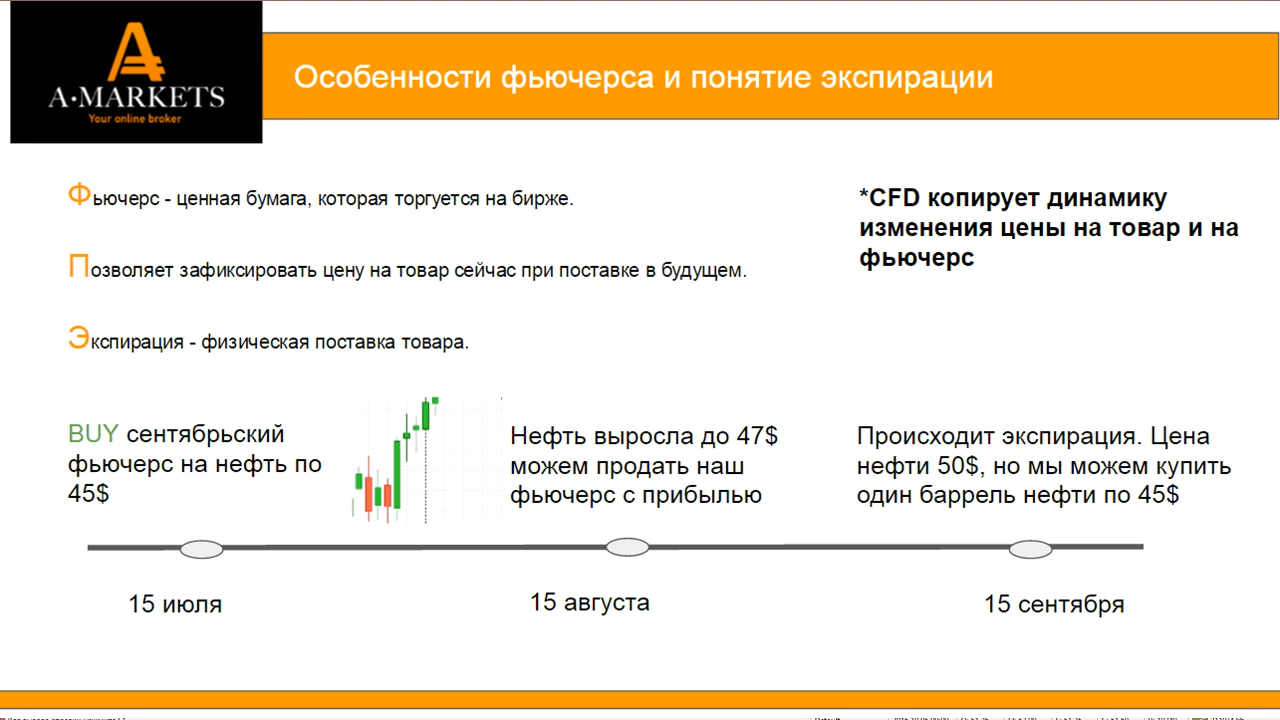 A·MARKETS
Your online broker
Особенности фьючерса и понятие экспирации
Фьючерс - ценная бумага, которая торгуется на бирже.
Позволяет зафиксировать цену на товар сейчас при поставке в будущем.
Экспирация - физическая поставка товара.
*CFD копирует динамику
изменения цены на товар и на
фьючерс
BUY сентябрьский
фьючерс на нефть по
45$
Нефть выросла до 47$
можем продать наш
фьючерс с прибылью
Происходит экспирация. Цена
нефти 50$, но мы можем купить
один баррель нефти по 45$
15 июля
15 августа
15 сентября